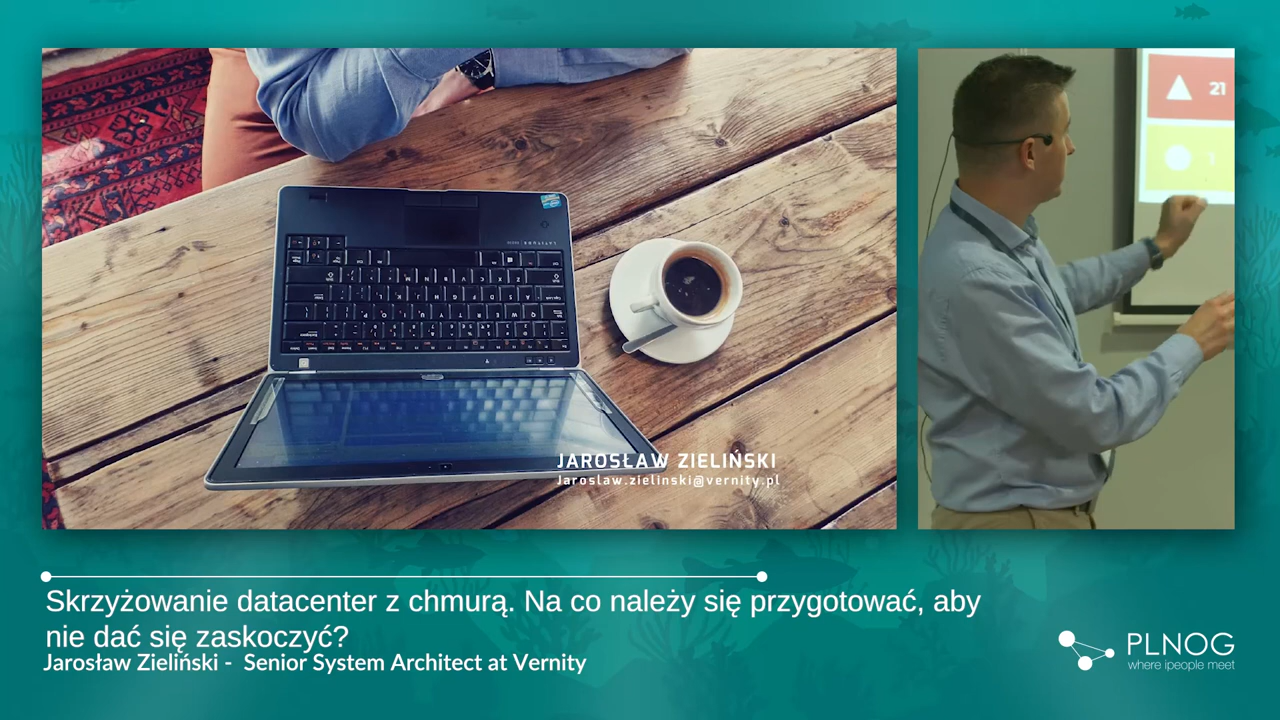 21
JAROSŁAW ZIELIŃSKI
Jaroslaw.zielinski@vernity.pl
Skrzyżowanie datacenter z chmurą. Na co należy się przygotować, aby
nie dać się zaskoczyć?
Jarosław Zieliński - Senior System Architect at Vernity
PLNOG
where ipeople meet